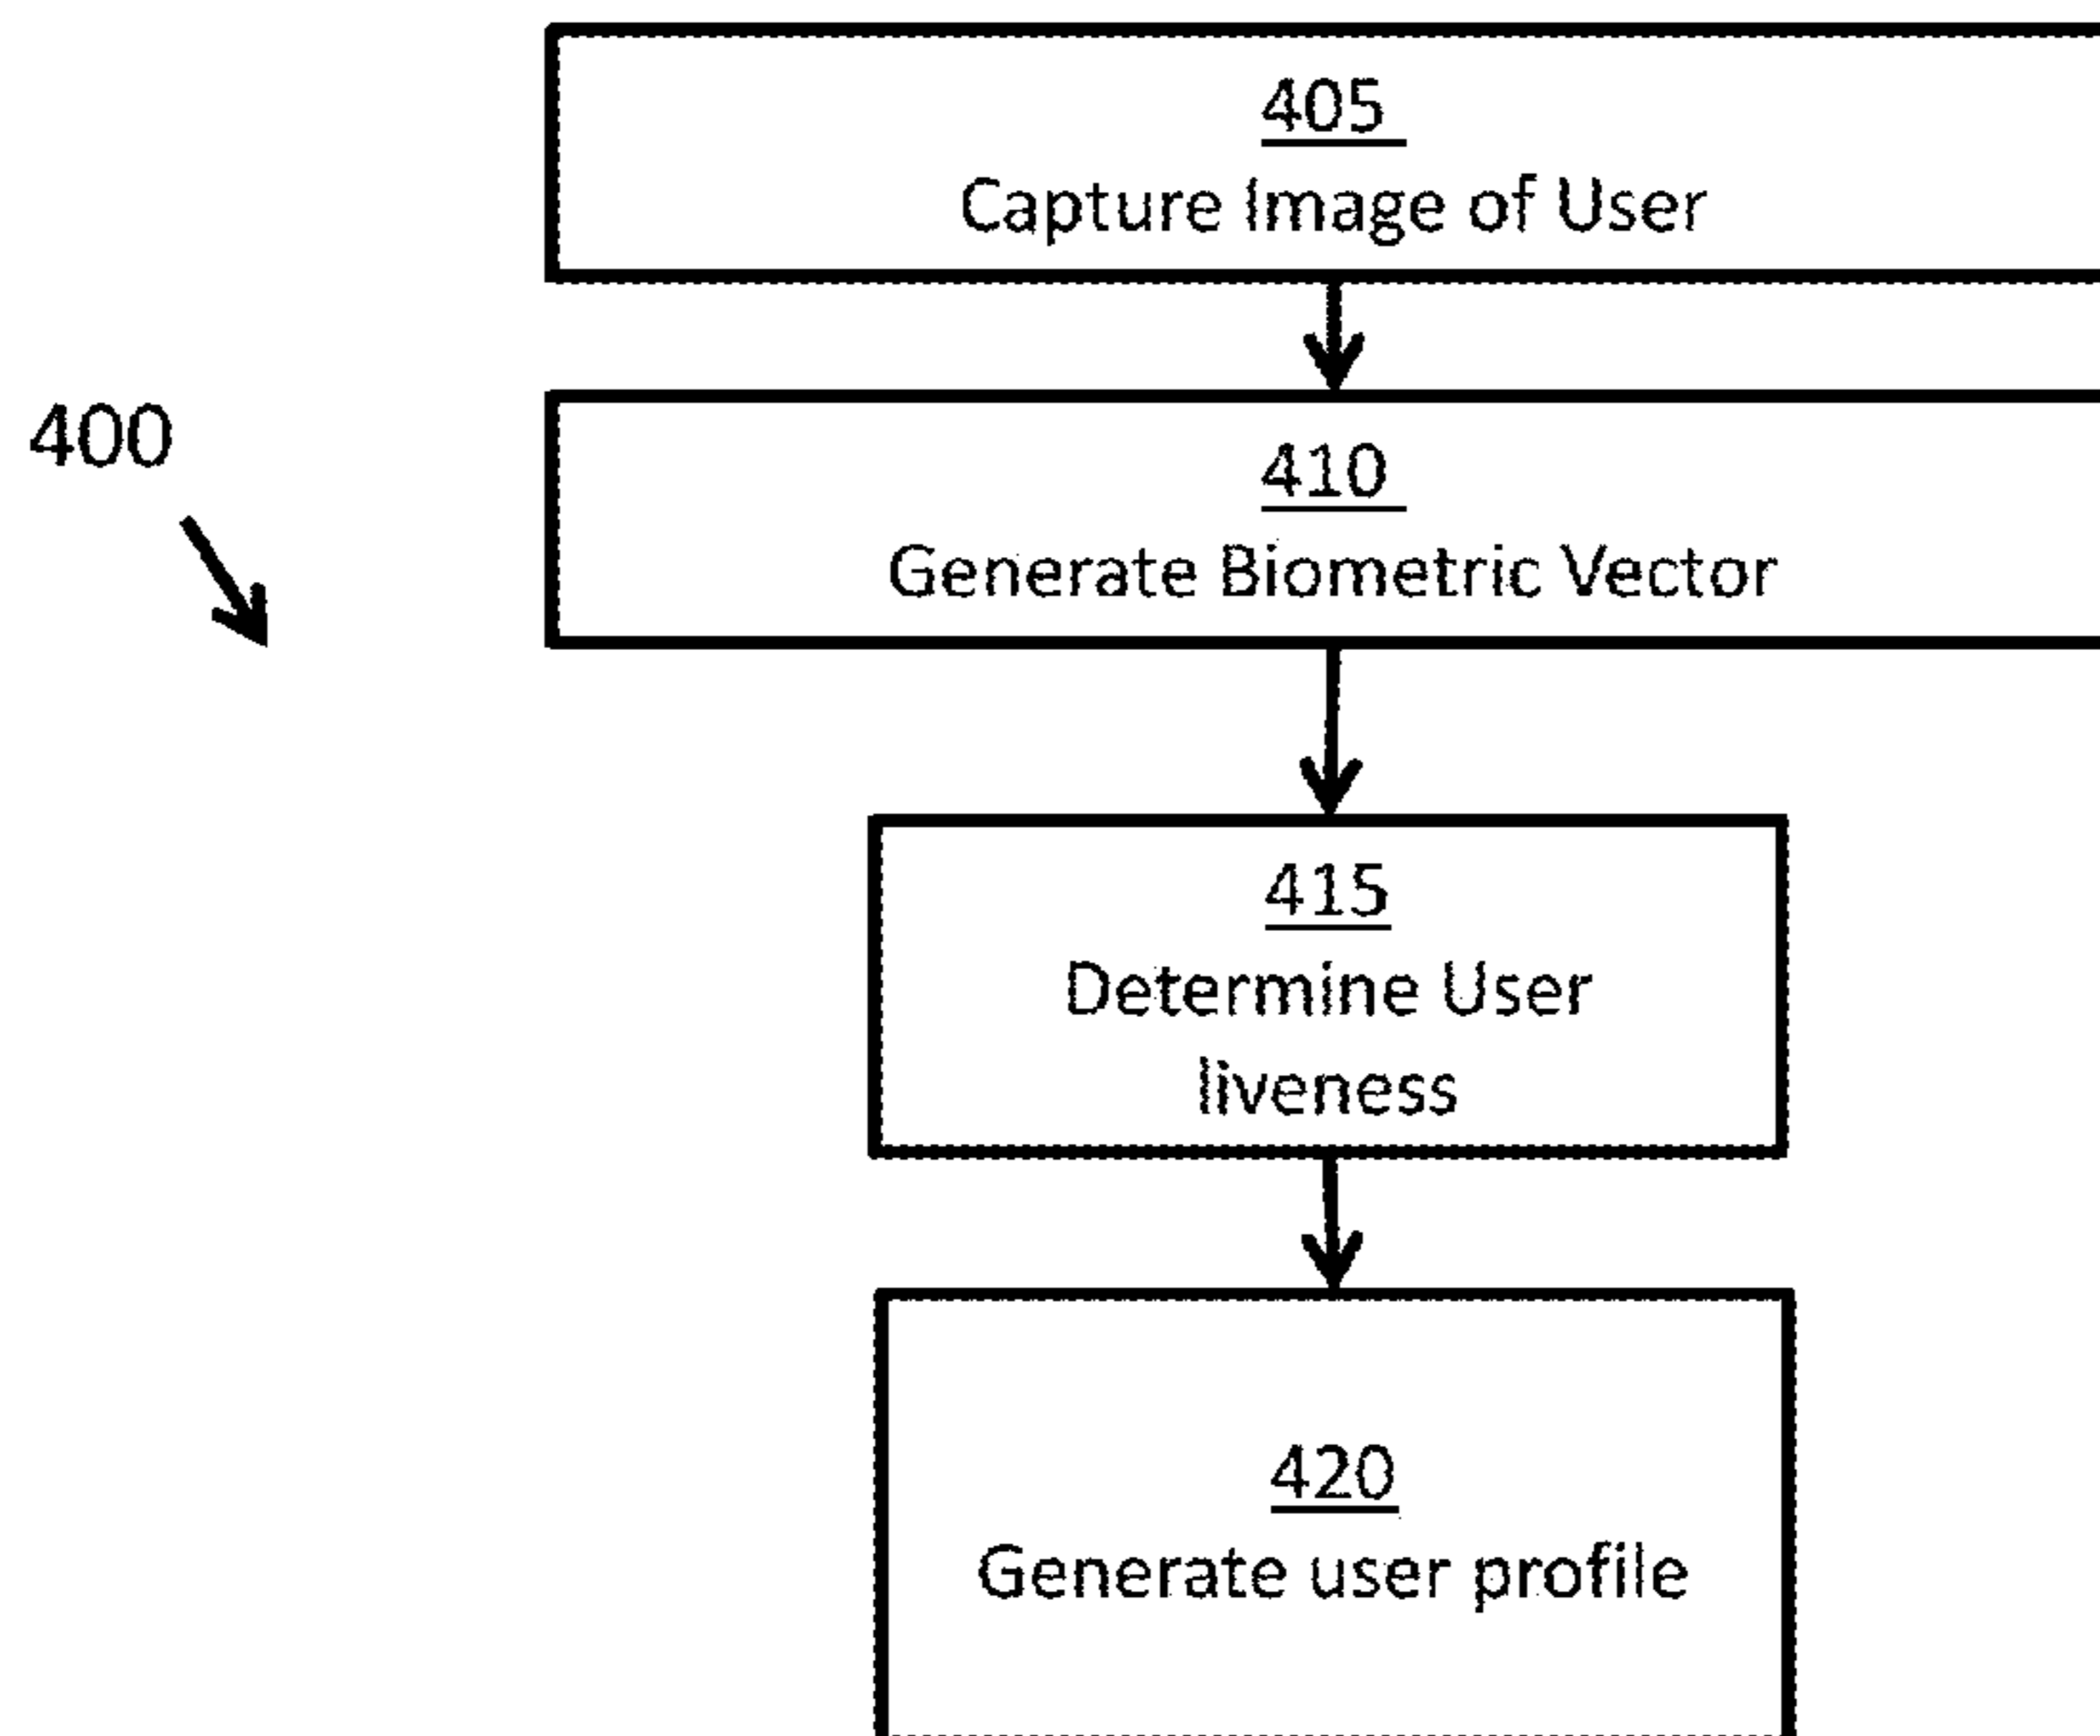 405
Capture Image of User
400
410
Generate Biometric Vector
415
Determine User
liveness
420
Generate user profile